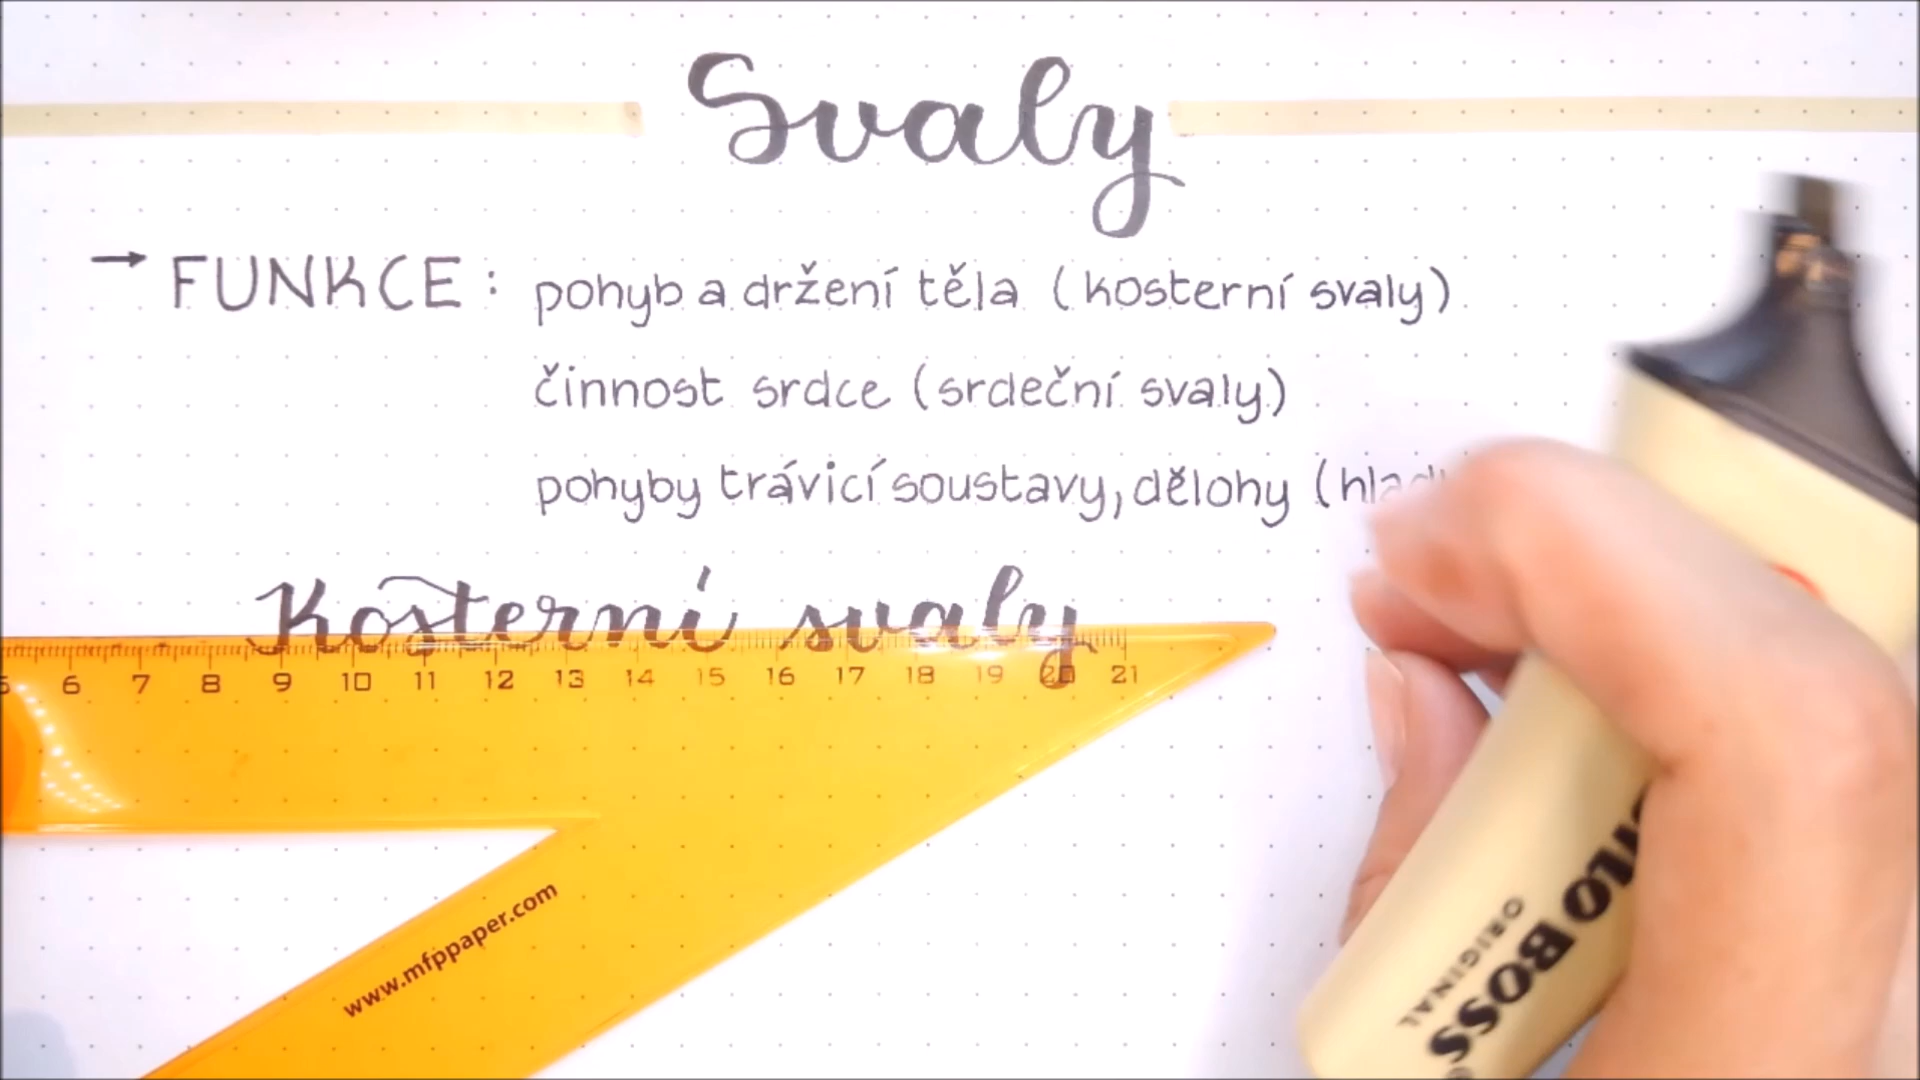 Svaly
→ FUNKCE: pohyb a držení těla (kosterní svaly)
činnost srdce (srdeční svaly)
pohyby trávicí soustavy, dělohy (
Kosterní svaly
6 7 8 9 10 11 12 13 14 15 16 17 18 19 20 21
www.mfppaper.com
BOSS
ORIGINAL